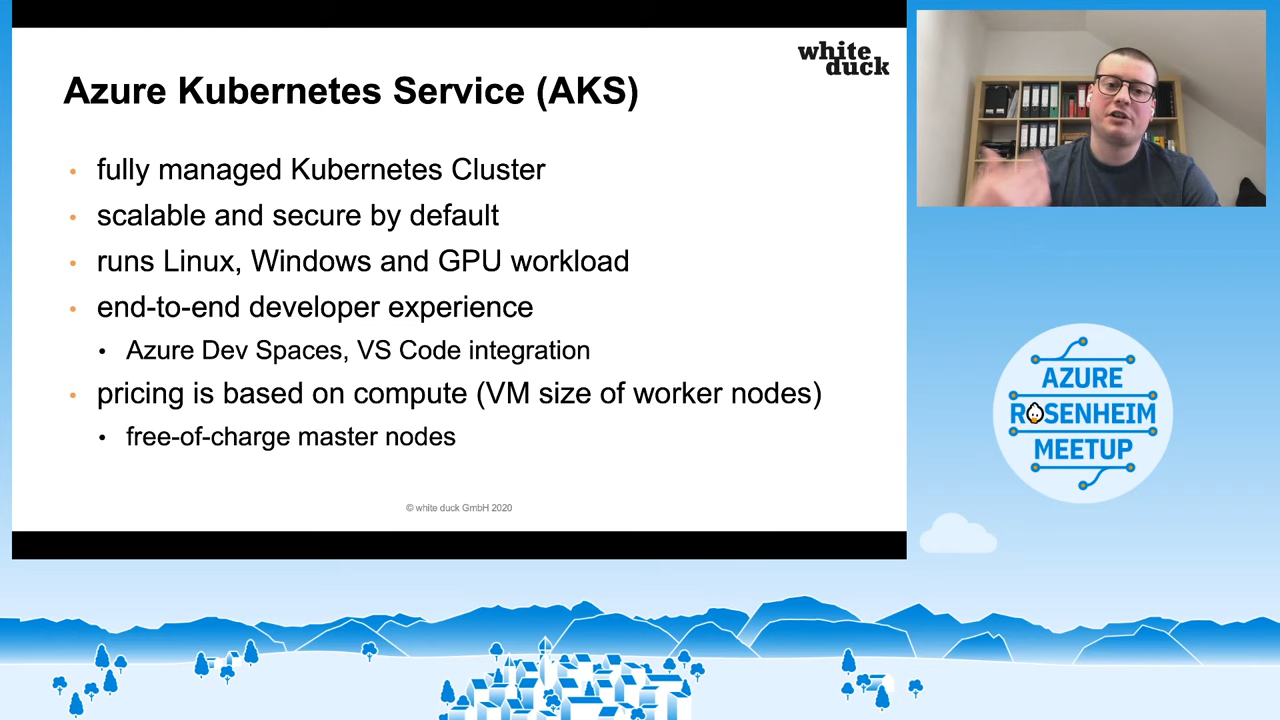 white
duck
Azure Kubernetes Service (AKS)
• fully managed Kubernetes Cluster
• scalable and secure by default
• runs Linux, Windows and GPU workload
• end-to-end developer experience
• Azure Dev Spaces, VS Code integration
• pricing is based on compute (VM size of worker nodes)
• free-of-charge master nodes
© white duck GmbH 2020
AZURE
ROSENHEIM
MEETUP